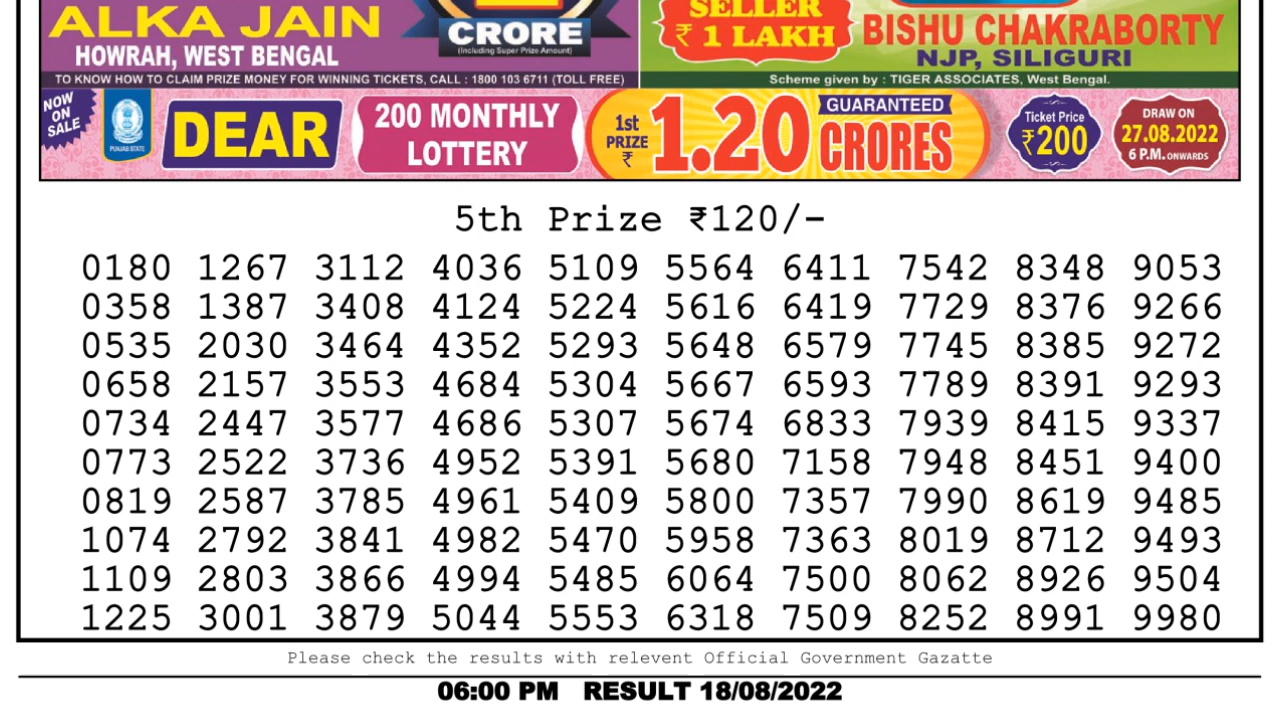 ALKA JAIN
HOWRAH, WEST BENGAL
CRORE
(Including Super Prize Amount)
SELLER
₹ 1 LAKH
BISHU CHAKRABORTY
NJP, SILIGURI
TO KNOW HOW TO CLAIM PRIZE MONEY FOR WINNING TICKETS, CALL : 1800 103 6711 (TOLL FREE)
Scheme given by : TIGER ASSOCIATES, West Bengal.
NOW
ON
SALE
PUNJAB STATE
DEAR
200 MONTHLY
LOTTERY
1st
PRIZE
₹
1.20
GUARANTEED
CRORES
Ticket Price
₹200
DRAW ON
27.08.2022
6 P.M. ONWARDS
5th Prize ₹120/-
0180 1267 3112 4036 5109 5564 6411 7542 8348 9053
0358 1387 3408 4124 5224 5616 6419 7729 8376 9266
0535 2030 3464 4352 5293 5648 6579 7745 8385 9272
0658 2157 3553 4684 5304 5667 6593 7789 8391 9293
0734 2447 3577 4686 5307 5674 6833 7939 8415 9337
0773 2522 3736 4952 5391 5680 7158 7948 8451 9400
0819 2587 3785 4961 5409 5800 7357 7990 8619 9485
1074 2792 3841 4982 5470 5958 7363 8019 8712 9493
1109 2803 3866 4994 5485 6064 7500 8062 8926 9504
1225 3001 3879 5044 5553 6318 7509 8252 8991 9980
Please check the results with relevent Official Government Gazatte
06:00 PM RESULT 18/08/2022